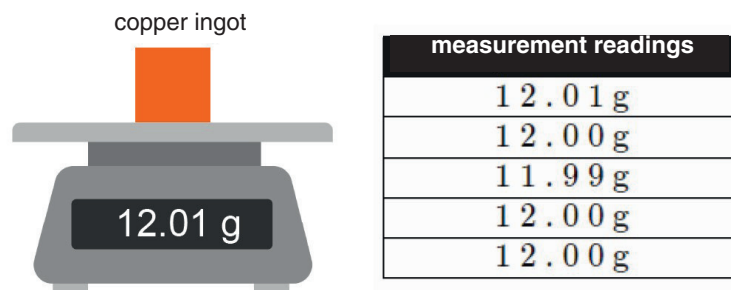 copper ingot
12.01 g
measurement readings
12.01g
12.00g
11.99g
12.00g
12.00g